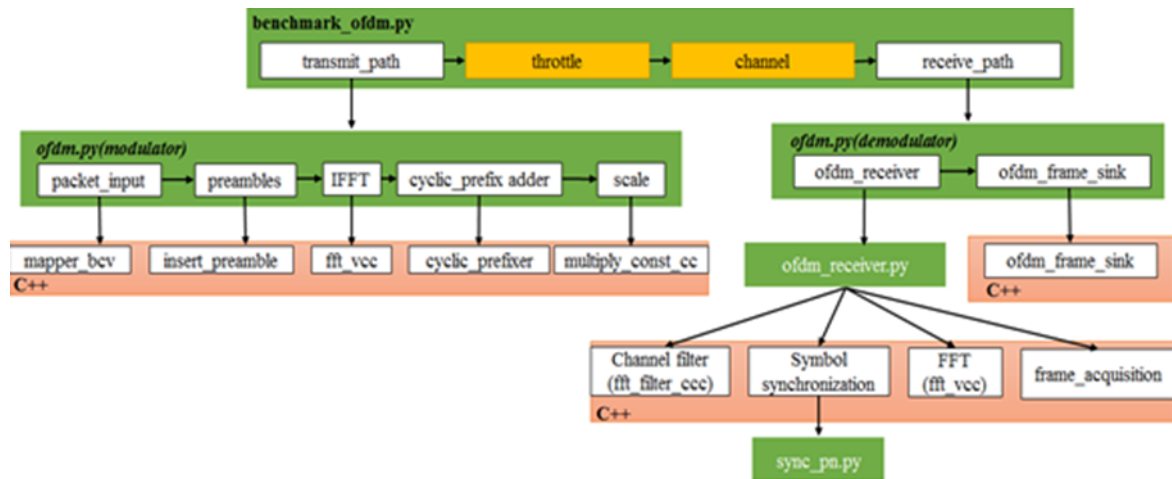 benchmark_ofdm.py
transmit_path
throttle
channel
receive_path
ofdm.py(modulator)
packet_input
preambles
IFFT
cyclic_prefix adder
scale
ofdm.py(demodulator)
ofdm_receiver
ofdm_frame_sink
mapper_bcv
insert_preamble
fft_vcc
cyclic_prefixer
multiply_const_cc
C++
ofdm_receiver.py
ofdm_frame_sink
C++
Channel filter
(fft_filter_ccc)
Symbol
synchronization
FFT
(fft_vcc)
frame_acquisition
C++
sync_pn.py